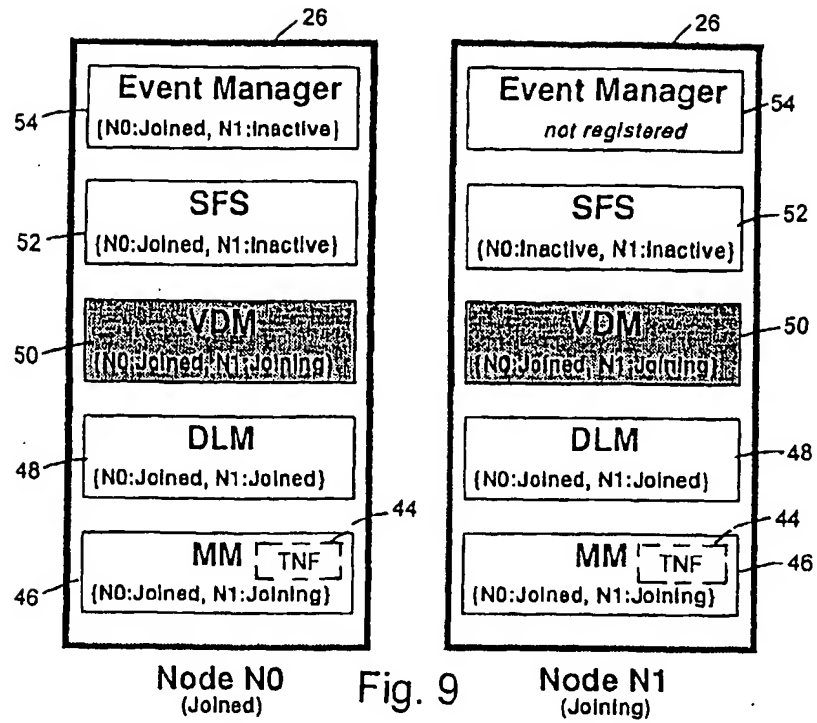 26
26
Event Manager
{N0:Joined, N1:Inactive}
54
Event Manager
not registered
54
SFS
{N0:Joined, N1:Inactive}
52
SFS
{N0:Inactive, N1:Inactive}
52
VDM
{N0:Joined, N1:Joining}
50
VDM
{N0:Joined, N1:Joining}
50
DLM
{N0:Joined, N1:Joined}
48
DLM
{N0:Joined, N1:Joined}
48
44
MM TNF
{N0:Joined, N1:Joining}
46
44
MM TNF
{N0:Joined, N1:Joining}
46
Node N0
(Joined)
Fig. 9
Node N1
(Joining)